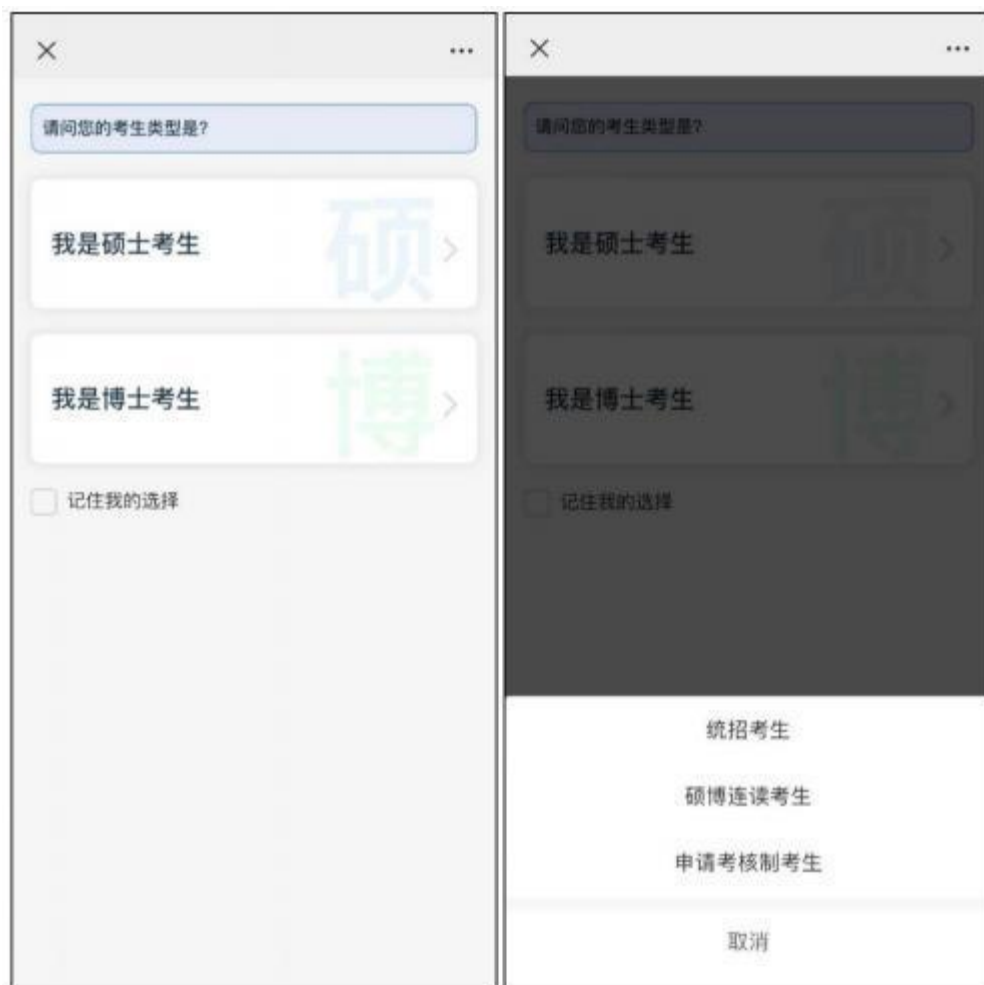 请问您的考生类型是?
我是硕士考生
硕
我是博士考生
博
记住我的选择
请问您的考生类型是?
我是硕士考生
硕
我是博士考生
博
记住我的选择
统招考生
硕博连读考生
申请考核制考生
取消